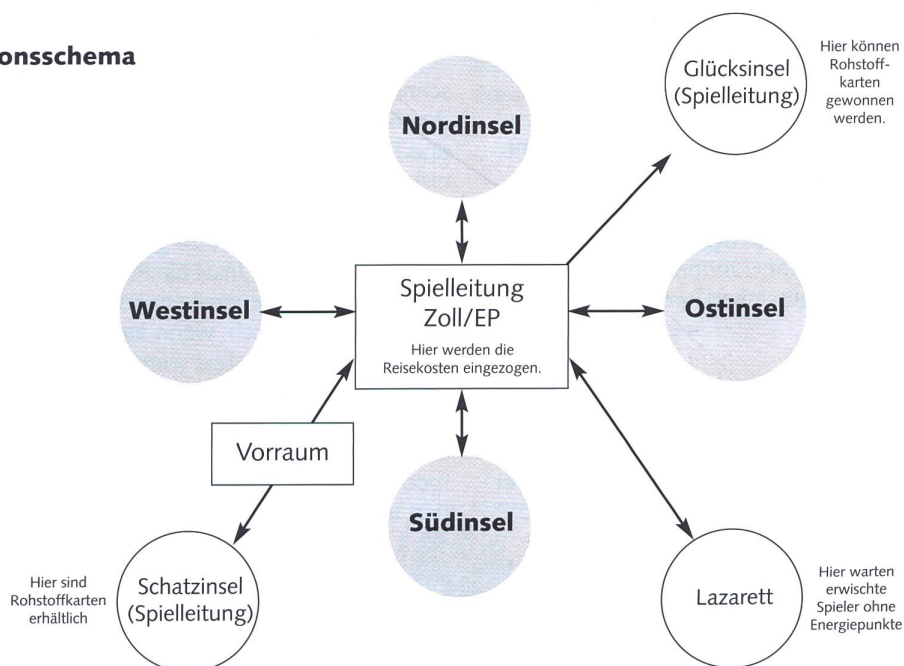 onsschema
Glücksinsel
(Spielleitung)
Hier können
Rohstoff-
karten
gewonnen
werden.
Nordinsel
Westinsel
Spielleitung
Zoll/EP
Hier werden die
Reisekosten eingezogen.
Ostinsel
Vorraum
Südinsel
Hier sind
Rohstoffkarten
erhältlich
Schatzinsel
(Spielleitung)
Lazarett
Hier warten
erwischte
Spieler ohne
Energiepunkte